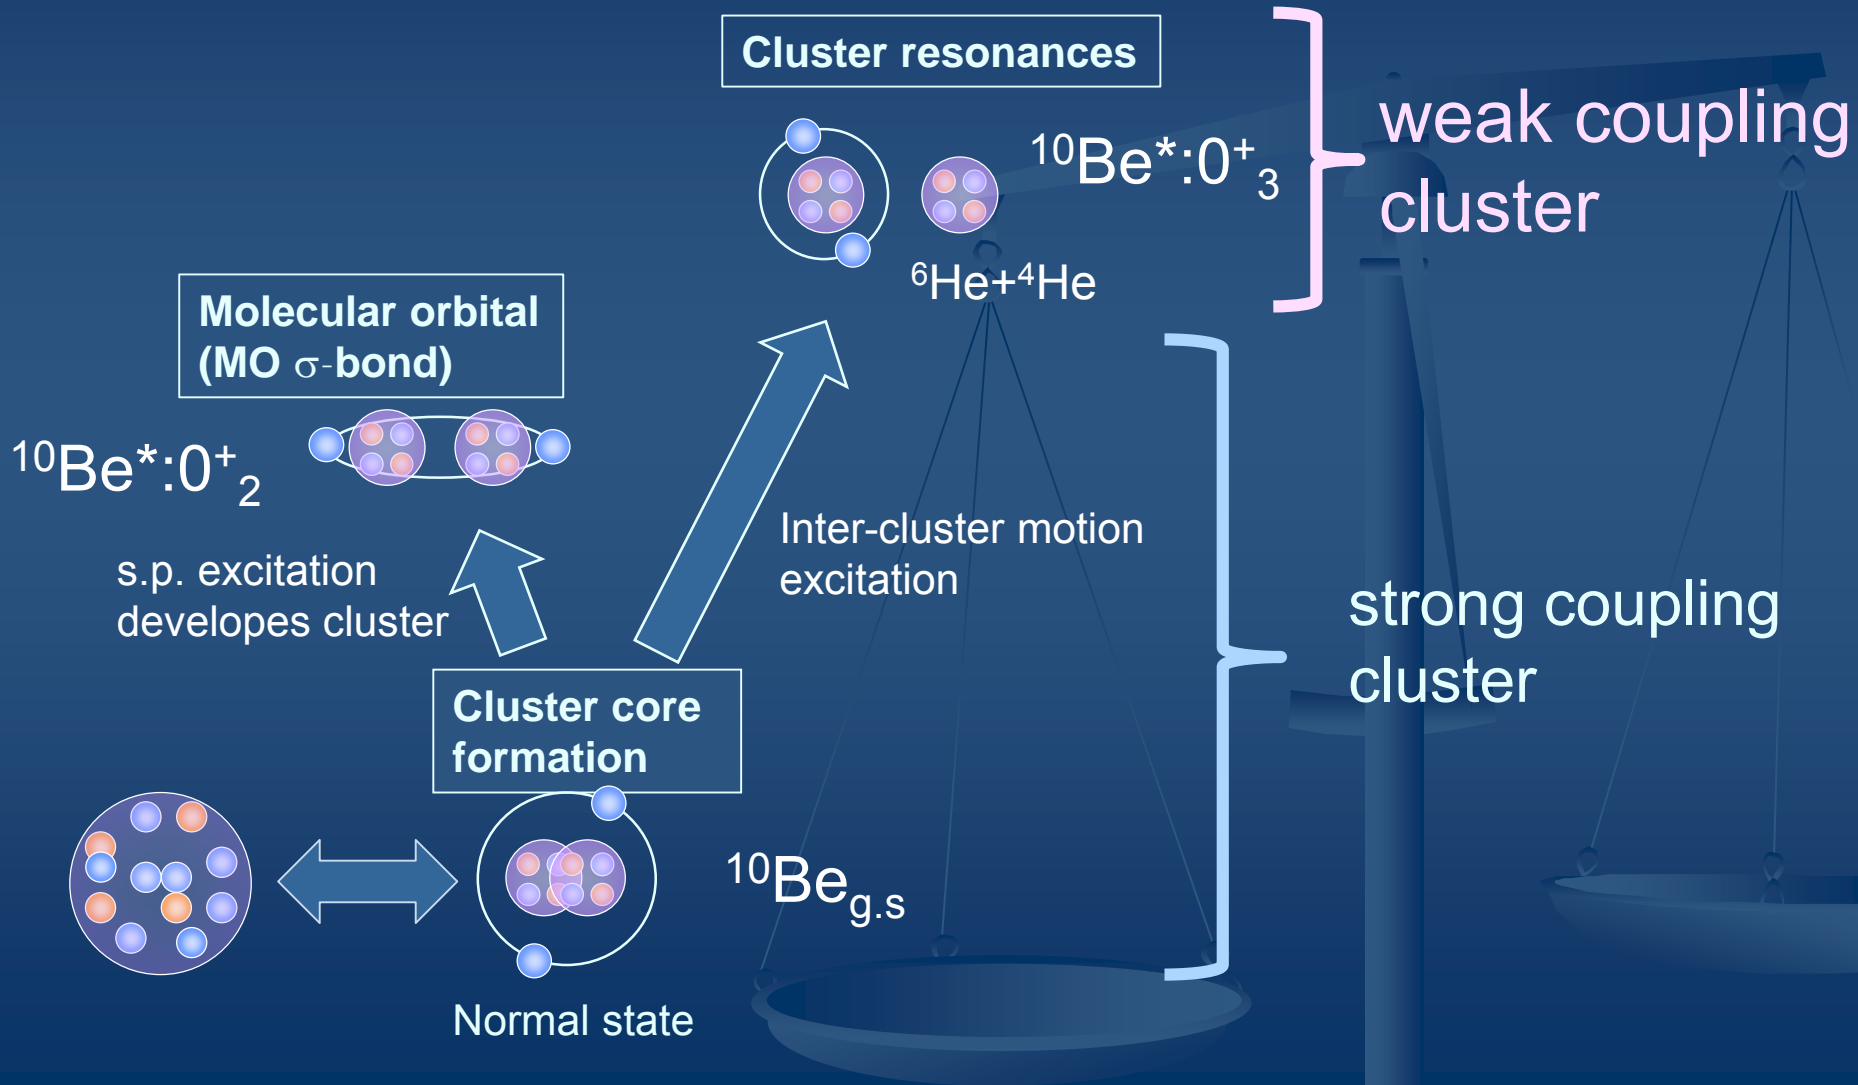 Cluster resonances
¹⁰Be*:0⁺₃
⁶He+⁴He
weak coupling
cluster
Molecular orbital
(MO σ-bond)
¹⁰Be*:0⁺₂
s.p. excitation
developes cluster
Inter-cluster motion
excitation
strong coupling
cluster
Cluster core
formation
¹⁰Be_g.s
Normal state